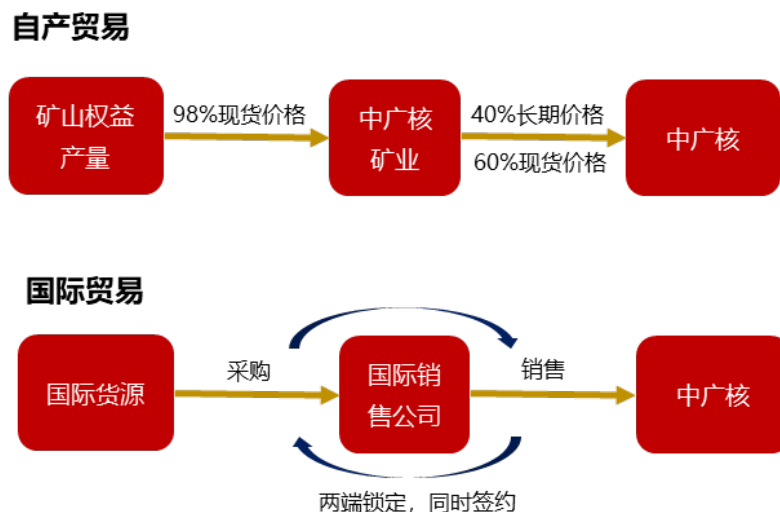 自产贸易
矿山权益
产量
98%现货价格
中广核
矿业
40%长期价格
60%现货价格
中广核
国际贸易
国际货源
采购
国际销
售公司
销售
中广核
两端锁定，同时签约